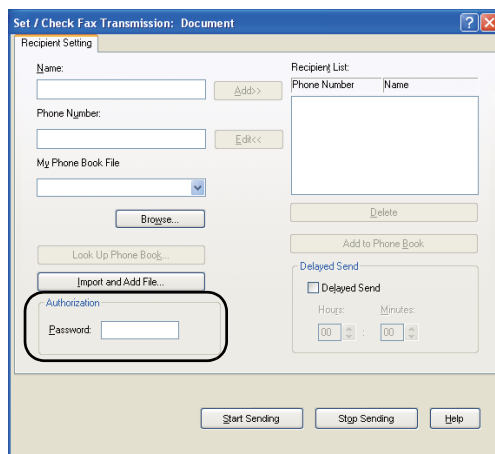 Set / Check Fax Transmission: Document
Recipient Setting
Name:
Add>>
Phone Number:
Edit<<
My Phone Book File
Browse...
Look Up Phone Book...
Import and Add File...
Authorization
Password:
Recipient List:
Phone Number Name
Delete
Add to Phone Book
Delayed Send
Delayed Send
Hours: Minutes:
00 : 00
Start Sending Stop Sending Help